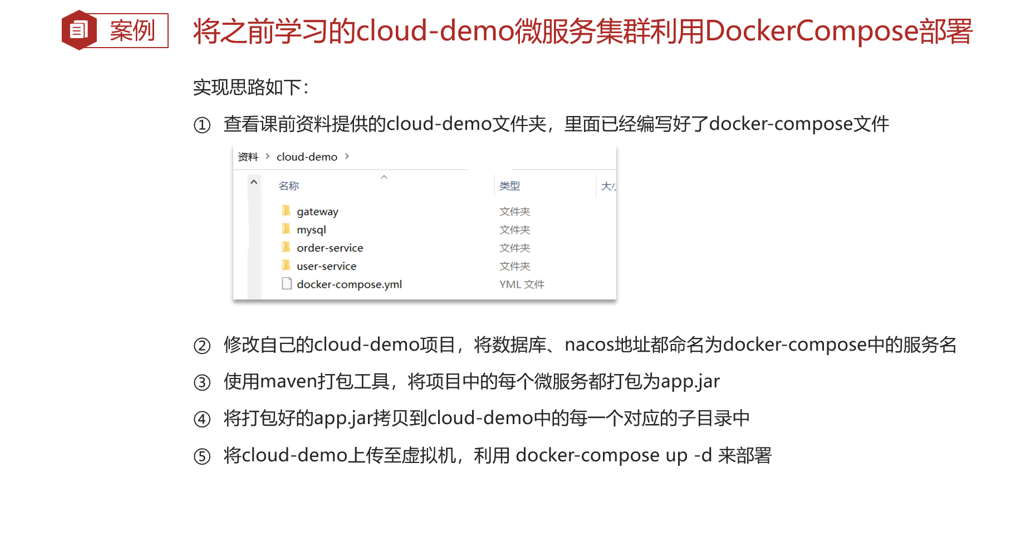 案例
将之前学习的cloud-demo微服务集群利用DockerCompose部署
实现思路如下:
① 查看课前资料提供的cloud-demo文件夹,里面已经编写好了docker-compose文件
资料 > cloud-demo >
名称 类型
gateway 文件夹
mysql 文件夹
order-service 文件夹
user-service 文件夹
docker-compose.yml YML 文件
② 修改自己的cloud-demo项目,将数据库、nacos地址都命名为docker-compose中的服务名
③ 使用maven打包工具,将项目中的每个微服务都打包为app.jar
④ 将打包好的app.jar拷贝到cloud-demo中的每一个对应的子目录中
⑤ 将cloud-demo上传至虚拟机,利用 docker-compose up -d 来部署